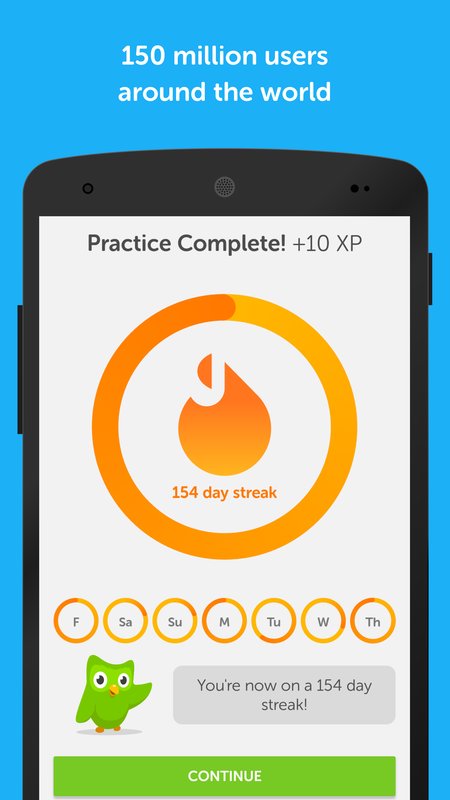 150 million users
around the world
Practice Complete! +10 XP
154 day streak
F Sa Su M Tu W Th
You're now on a 154 day
streak!
CONTINUE